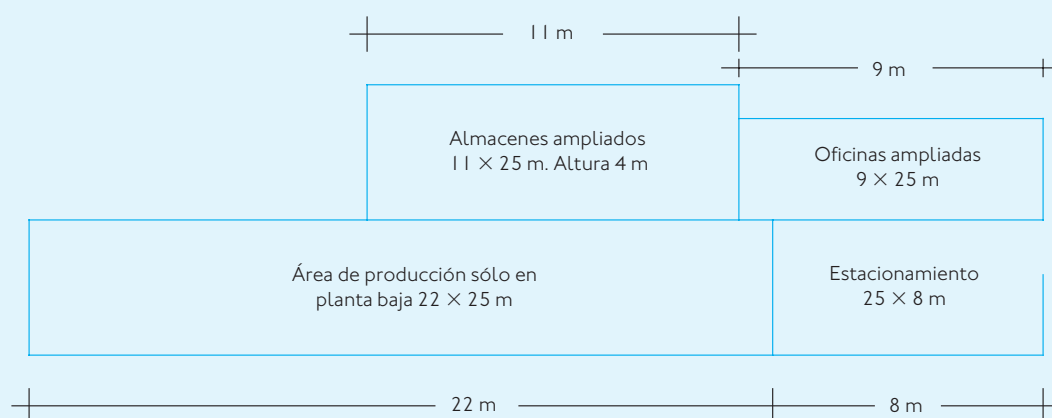 11 m
9 m
Almacenes ampliados
11 × 25 m. Altura 4 m
Oficinas ampliadas
9 × 25 m
Área de producción sólo en
planta baja 22 × 25 m
Estacionamiento
25 × 8 m
22 m
8 m